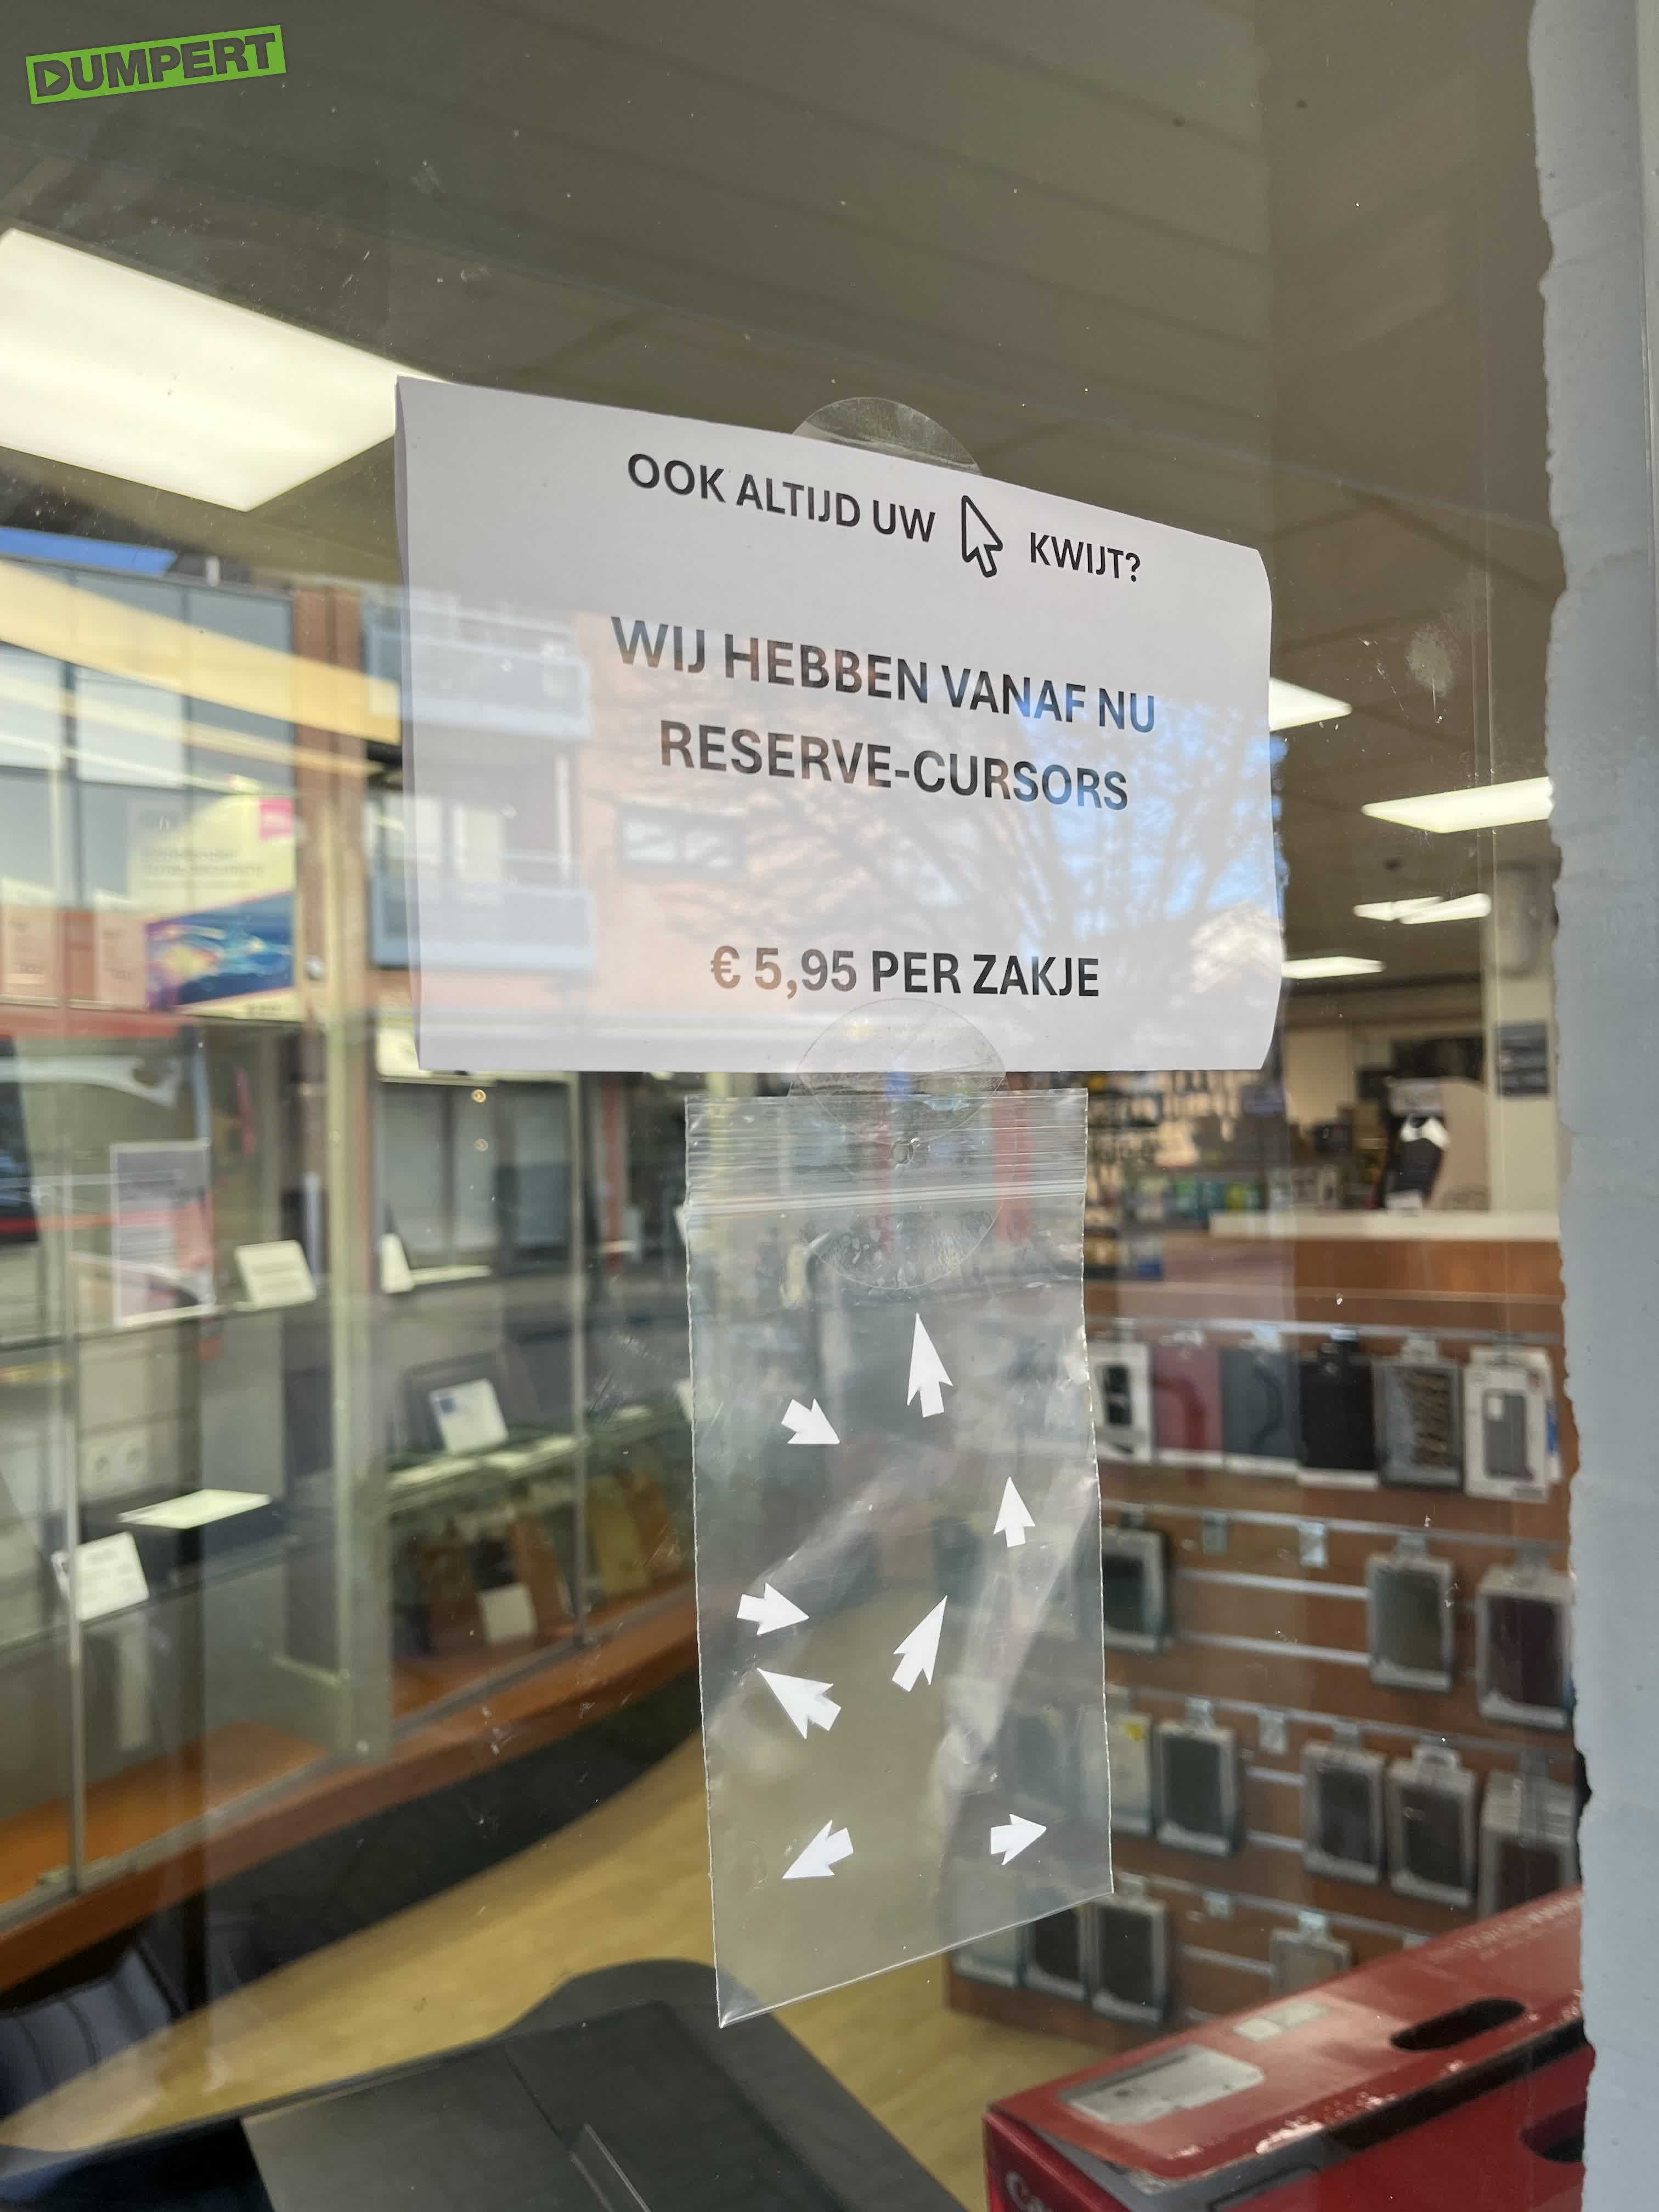 DUMPERT
OOK ALTIJD UW KWIJT?
WIJ HEBBEN VANAF NU
RESERVE-CURSORS
€ 5,95 PER ZAKJE